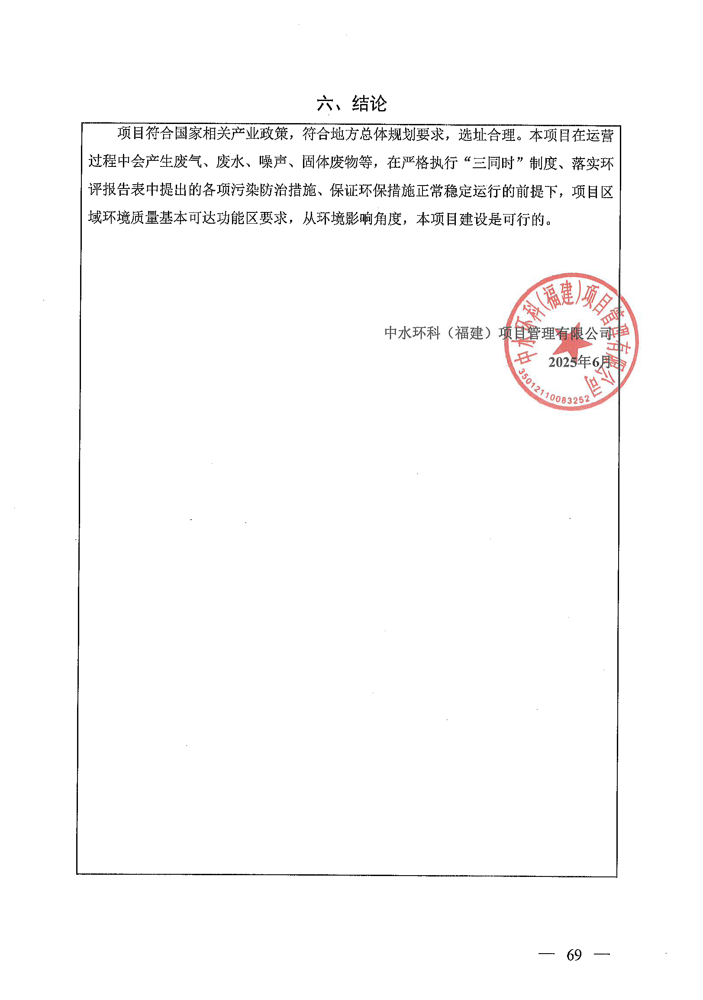 六、结论
项目符合国家相关产业政策，符合地方总体规划要求，选址合理。本项目在运营
过程中会产生废气、废水、噪声、固体废物等，在严格执行“三同时”制度、落实环
评报告表中提出的各项污染防治措施、保证环保措施正常稳定运行的前提下，项目区
域环境质量基本可达功能区要求，从环境影响角度，本项目建设是可行的。
中水环科（福建）项目管理有限公司
2025年6月
中水环科(福建)项目管理有限公司
35012110083252
— 69 —